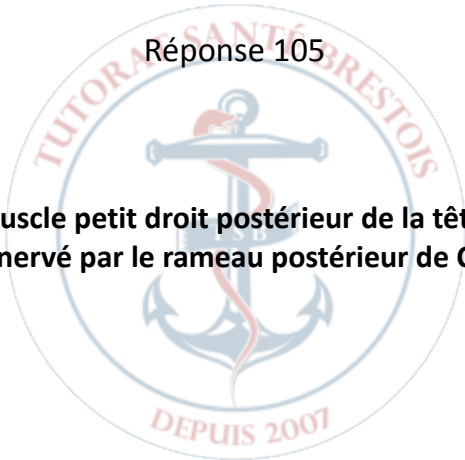 Réponse 105
TUTORAT SANTÉ BRESTOIS
TSB
uscle petit droit postérieur de la têt
nervé par le rameau postérieur de C
DEPUIS 2007